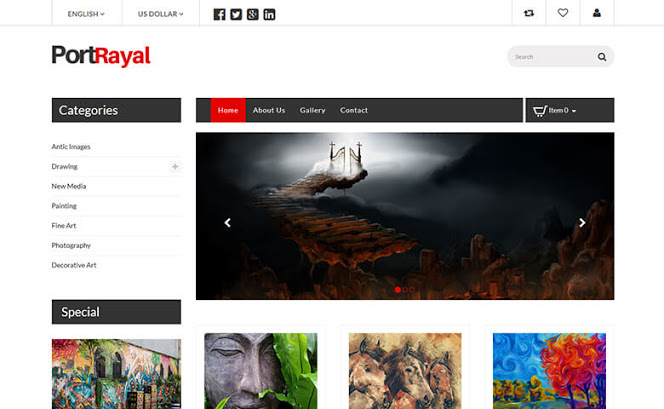 ENGLISH US DOLLAR
PortRayal
Search
Categories
Home About Us Gallery Contact
Item 0
Antic Images
Drawing
New Media
Painting
Fine Art
Photography
Decorative Art
Special